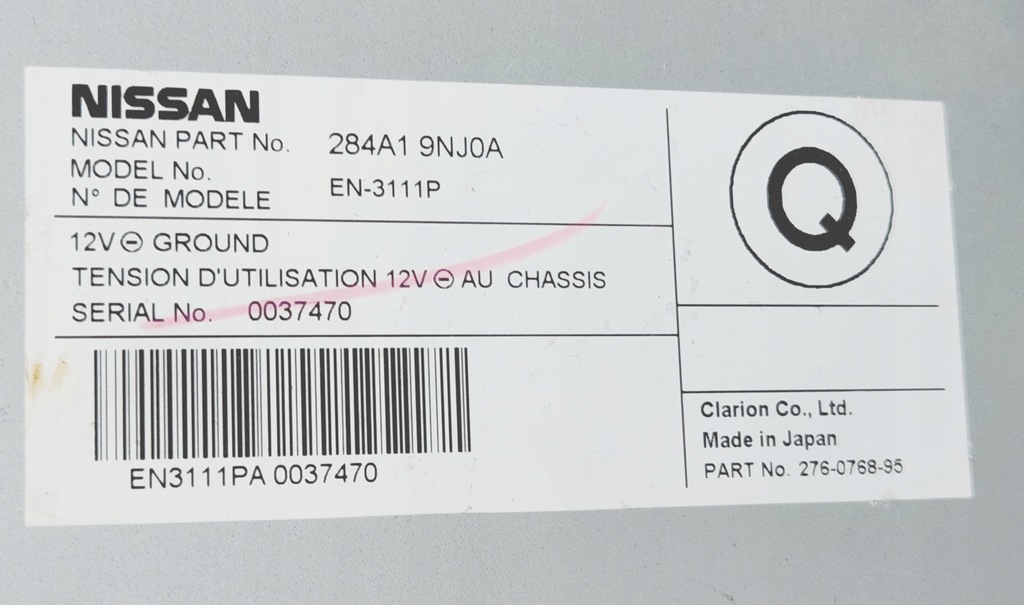 NISSAN
NISSAN PART No. 284A1 9NJ0A
MODEL No.
N° DE MODELE EN-3111P
12V⊖ GROUND
TENSION D'UTILISATION 12V⊖ AU CHASSIS
SERIAL No. 0037470
EN3111PA 0037470
Q
Clarion Co., Ltd.
Made in Japan
PART No. 276-0768-95